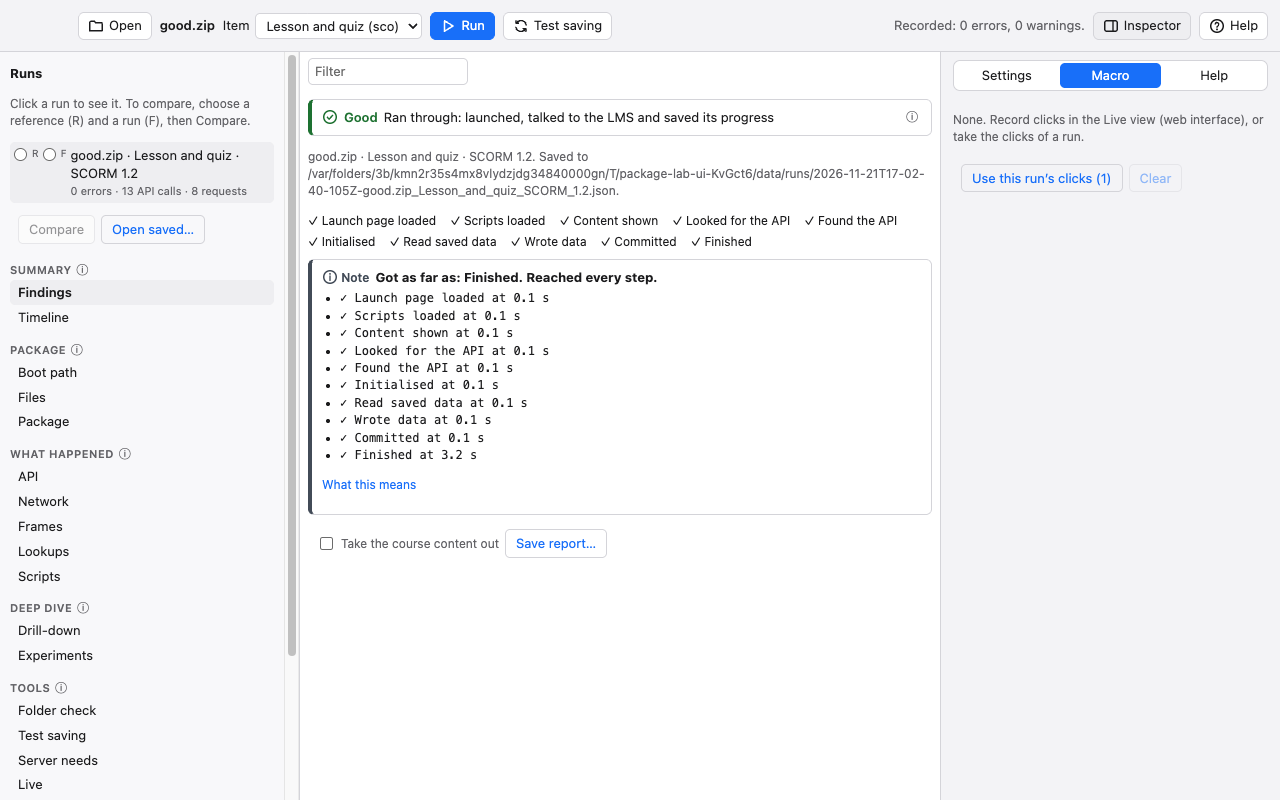 Open good.zip Item Lesson and quiz (sco) Run Test saving Recorded: 0 errors, 0 warnings. Inspector Help
Runs
Click a run to see it. To compare, choose a
reference (R) and a run (F), then Compare.
R F good.zip · Lesson and quiz ·
SCORM 1.2
0 errors · 13 API calls · 8 requests
Compare Open saved...
SUMMARY
Findings
Timeline
PACKAGE
Boot path
Files
Package
WHAT HAPPENED
API
Network
Frames
Lookups
Scripts
DEEP DIVE
Drill-down
Experiments
TOOLS
Folder check
Test saving
Server needs
Live
Filter
Good Ran through: launched, talked to the LMS and saved its progress
good.zip · Lesson and quiz · SCORM 1.2. Saved to
/var/folders/3b/kmn2r35s4mx8vlydzjdg34840000gn/T/package-lab-ui-KvGct6/data/runs/2026-11-21T17-02-
40-105Z-good.zip_Lesson_and_quiz_SCORM_1.2.json.
✓ Launch page loaded ✓ Scripts loaded ✓ Content shown ✓ Looked for the API ✓ Found the API
✓ Initialised ✓ Read saved data ✓ Wrote data ✓ Committed ✓ Finished
Note Got as far as: Finished. Reached every step.
• ✓ Launch page loaded at 0.1 s
• ✓ Scripts loaded at 0.1 s
• ✓ Content shown at 0.1 s
• ✓ Looked for the API at 0.1 s
• ✓ Found the API at 0.1 s
• ✓ Initialised at 0.1 s
• ✓ Read saved data at 0.1 s
• ✓ Wrote data at 0.1 s
• ✓ Committed at 0.1 s
• ✓ Finished at 3.2 s
What this means
Take the course content out Save report...
Settings Macro Help
None. Record clicks in the Live view (web interface), or
take the clicks of a run.
Use this run's clicks (1) Clear